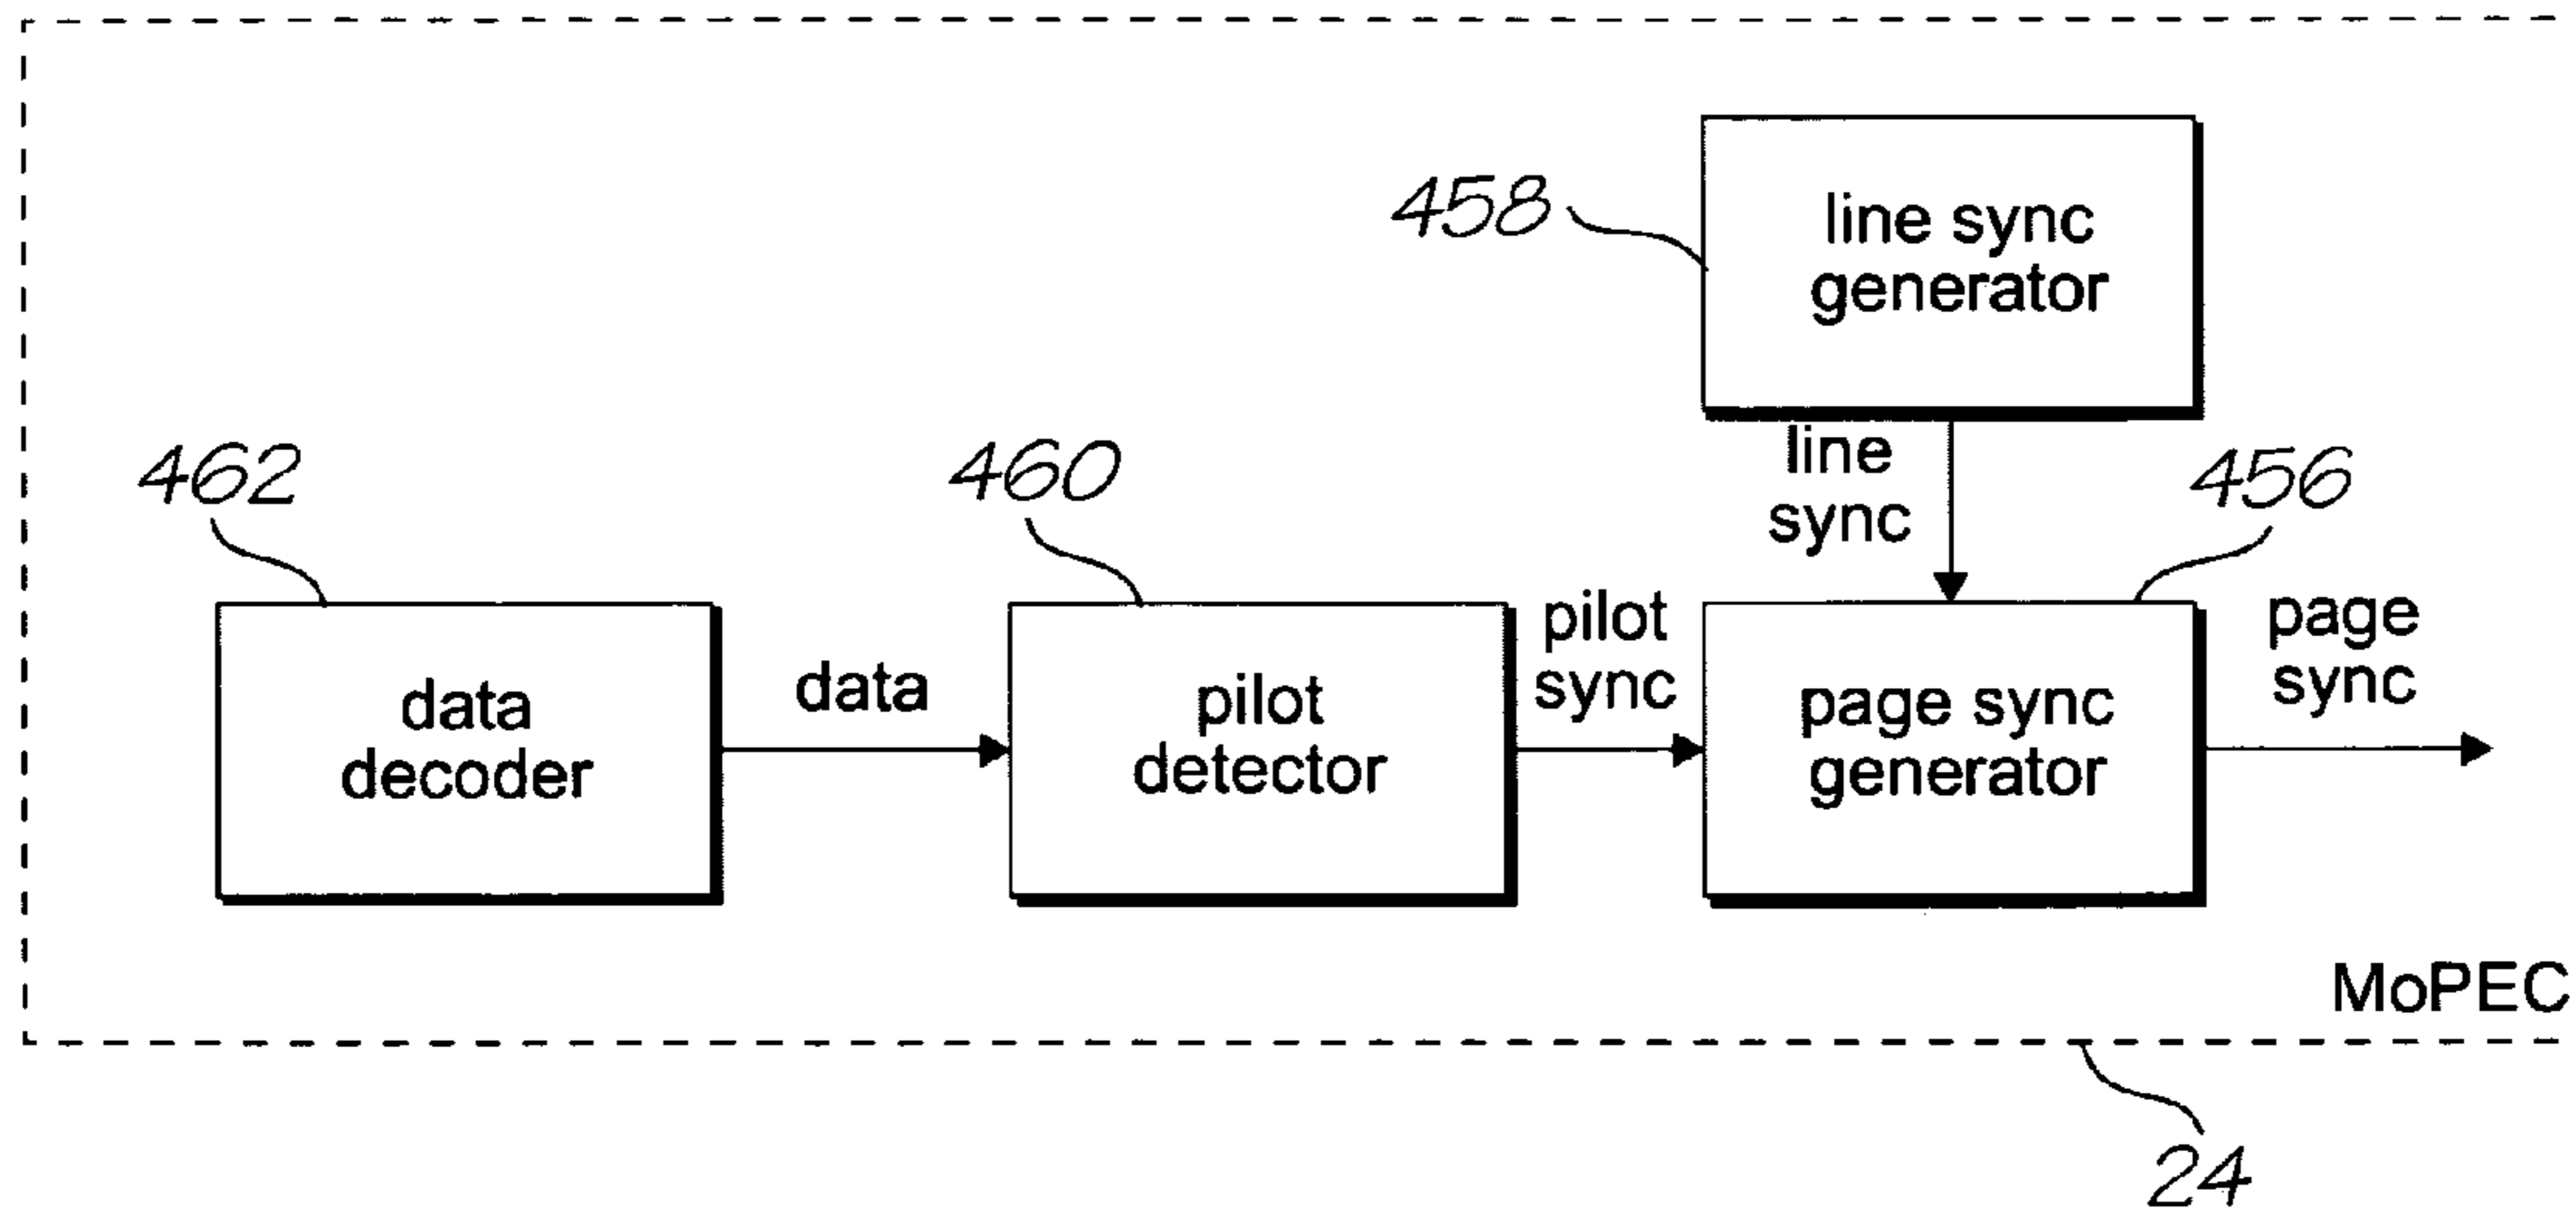 458
line sync
generator
line
sync
462
460
456
data
decoder
data
pilot
detector
pilot
sync
page sync
generator
page
sync
MoPEC
24